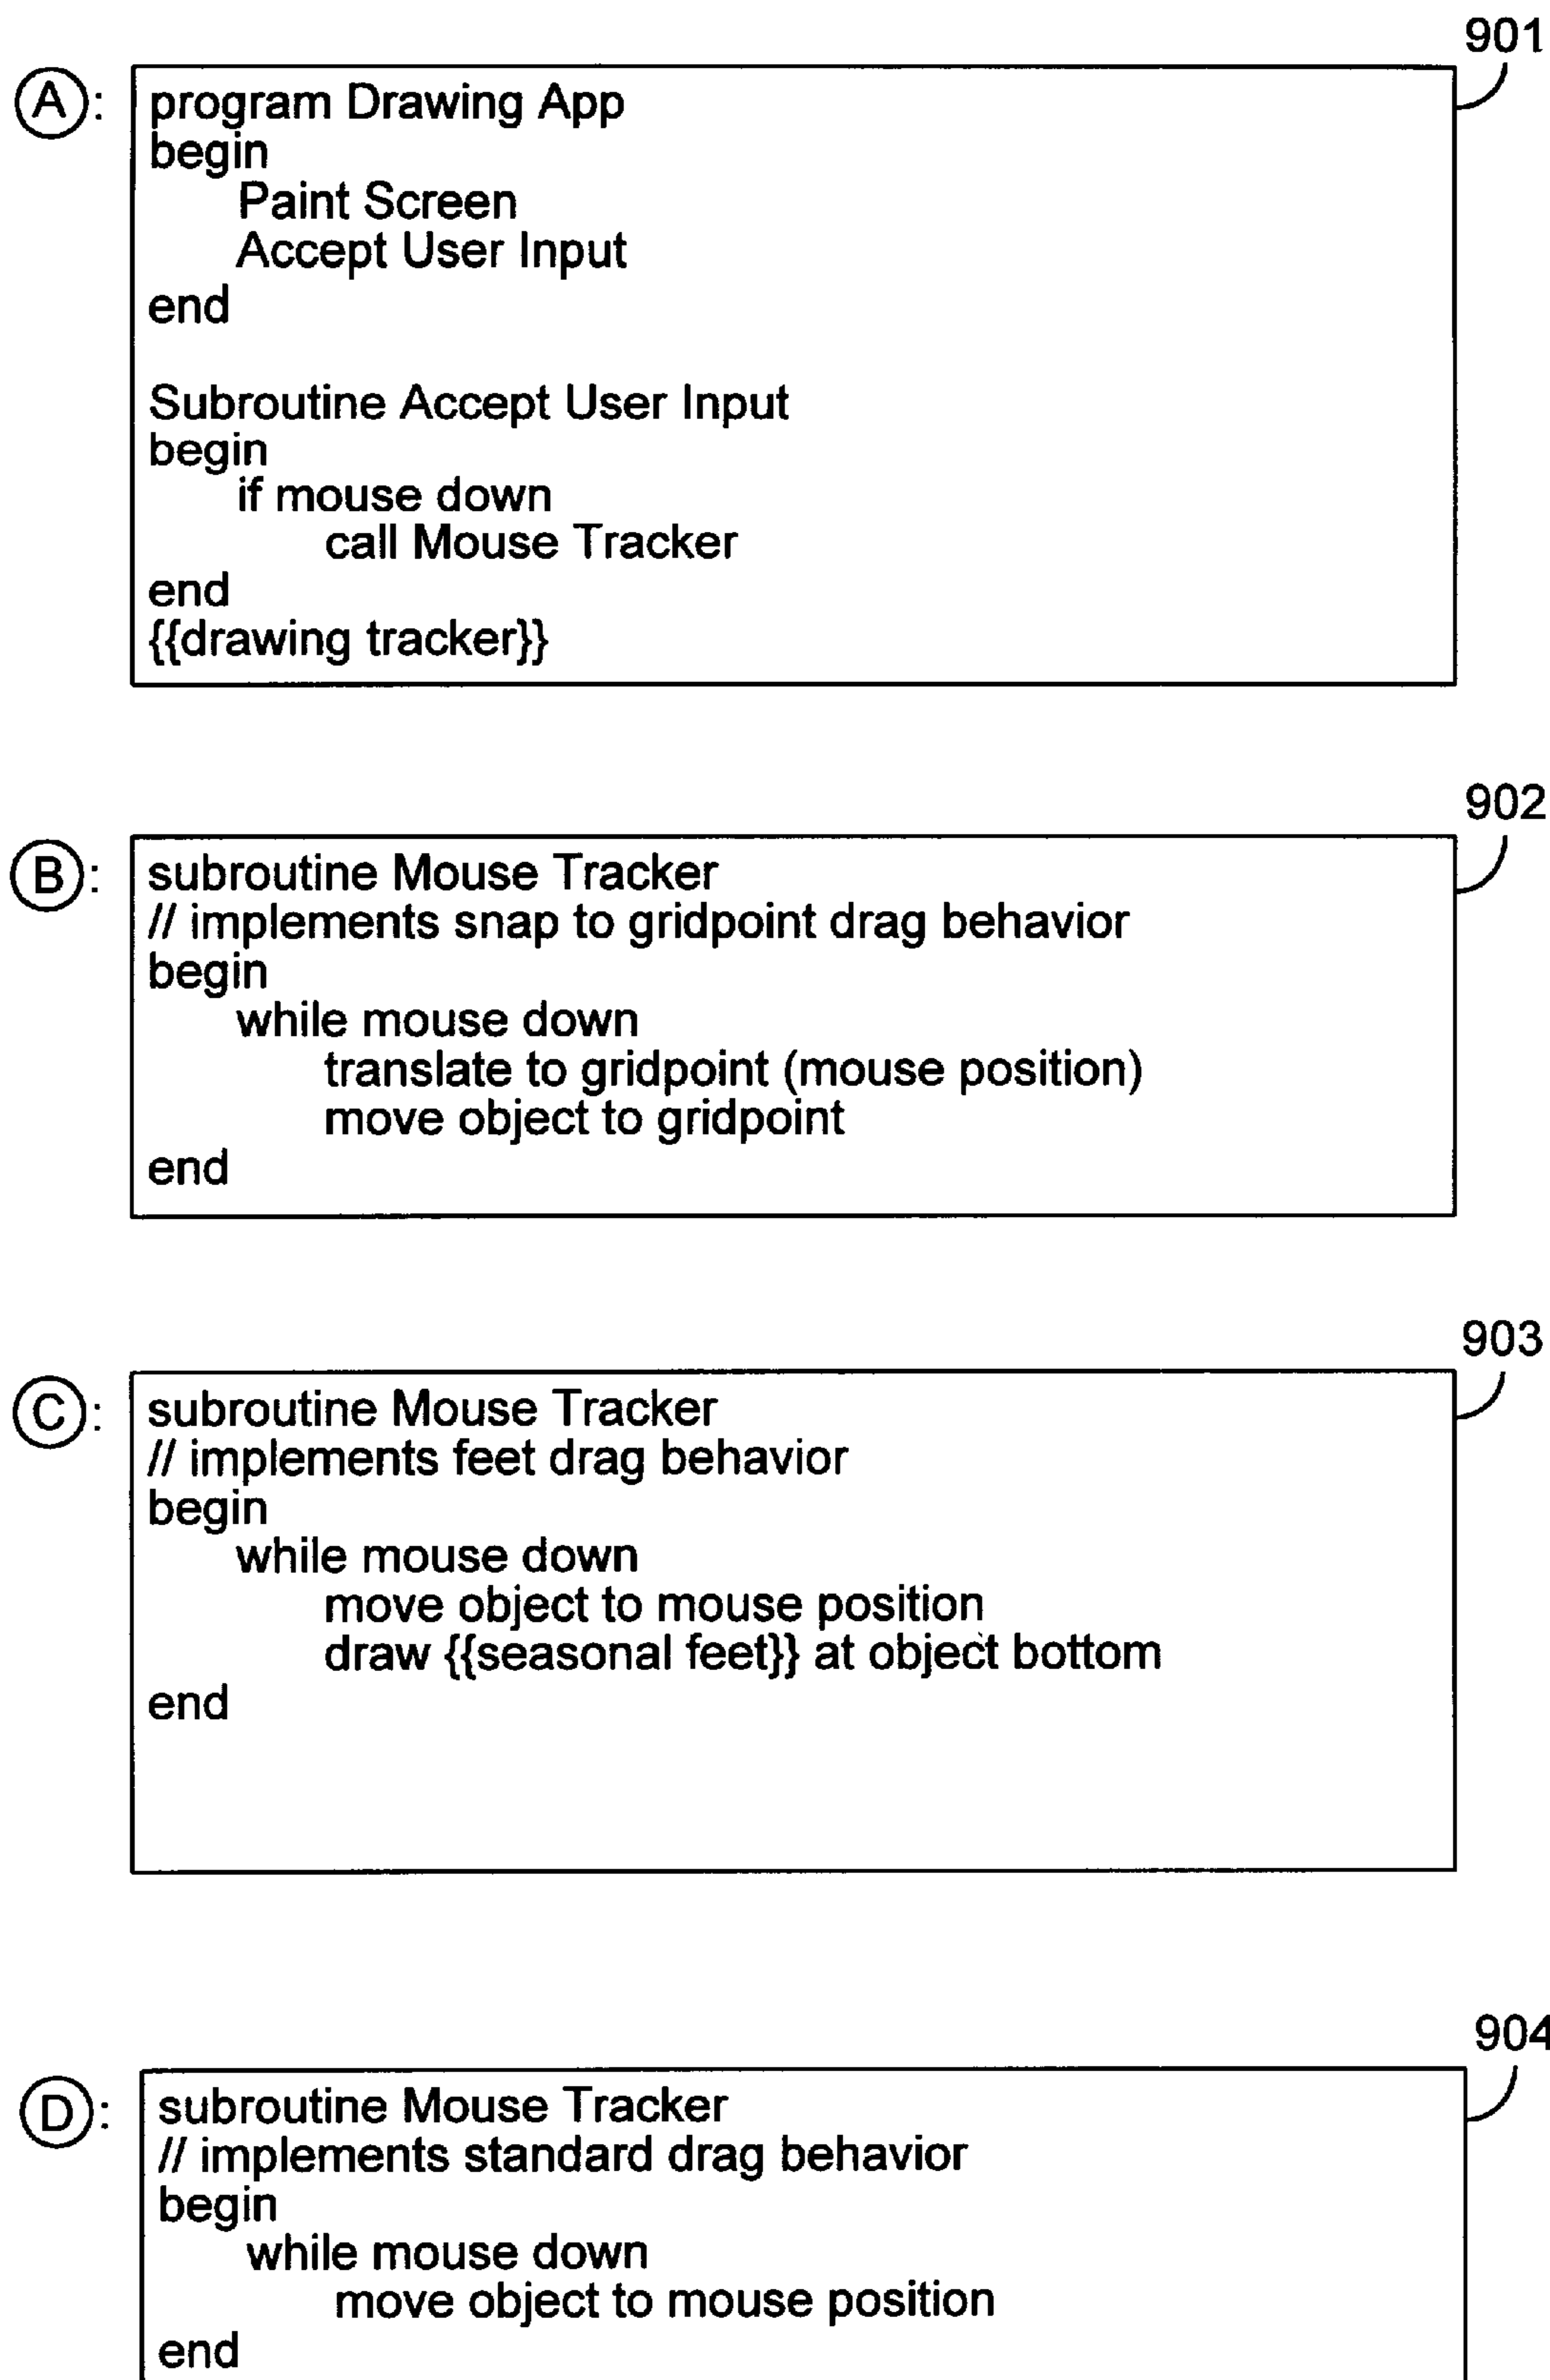 901
A:
program Drawing App
begin
Paint Screen
Accept User Input
end
Subroutine Accept User Input
begin
if mouse down
call Mouse Tracker
end
{{drawing tracker}}
902
B:
subroutine Mouse Tracker
// implements snap to gridpoint drag behavior
begin
while mouse down
translate to gridpoint (mouse position)
move object to gridpoint
end
903
C:
subroutine Mouse Tracker
// implements feet drag behavior
begin
while mouse down
move object to mouse position
draw {{seasonal feet}} at object bottom
end
904
D:
subroutine Mouse Tracker
// implements standard drag behavior
begin
while mouse down
move object to mouse position
end